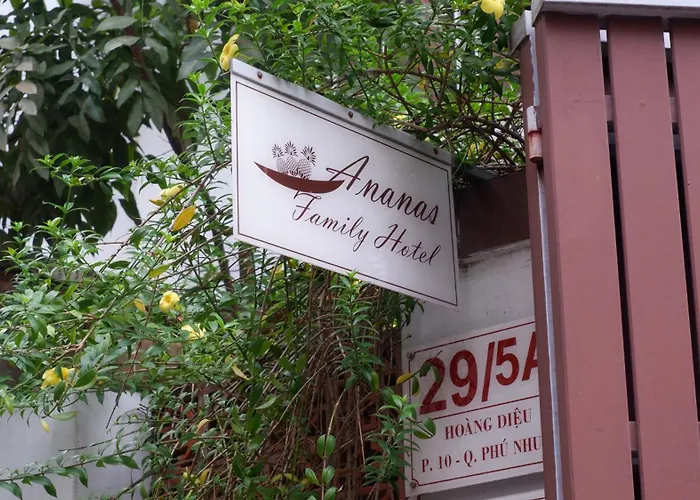 Ananas
Family Hotel
29/5A
HOÀNG DIỆU
P. 10 - Q. PHÚ NHU